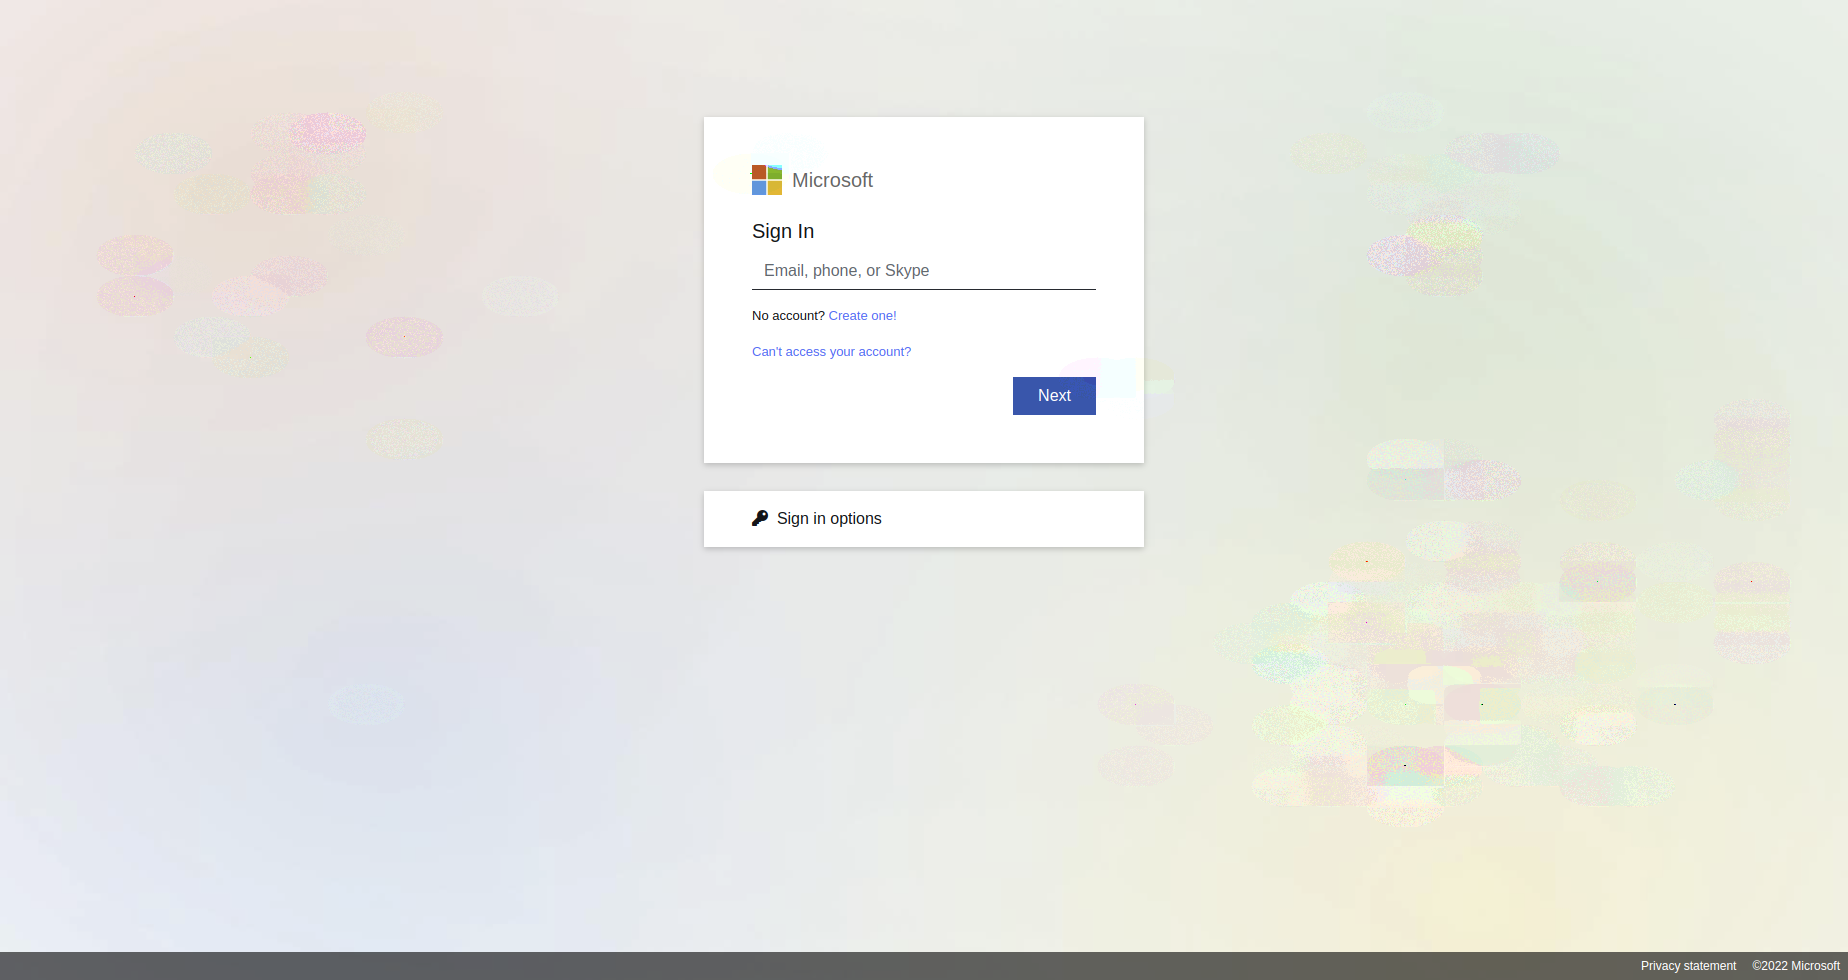 Microsoft
Sign In
Email, phone, or Skype
No account? Create one!
Can't access your account?
Next
Sign in options
Privacy statement ©2022 Microsoft